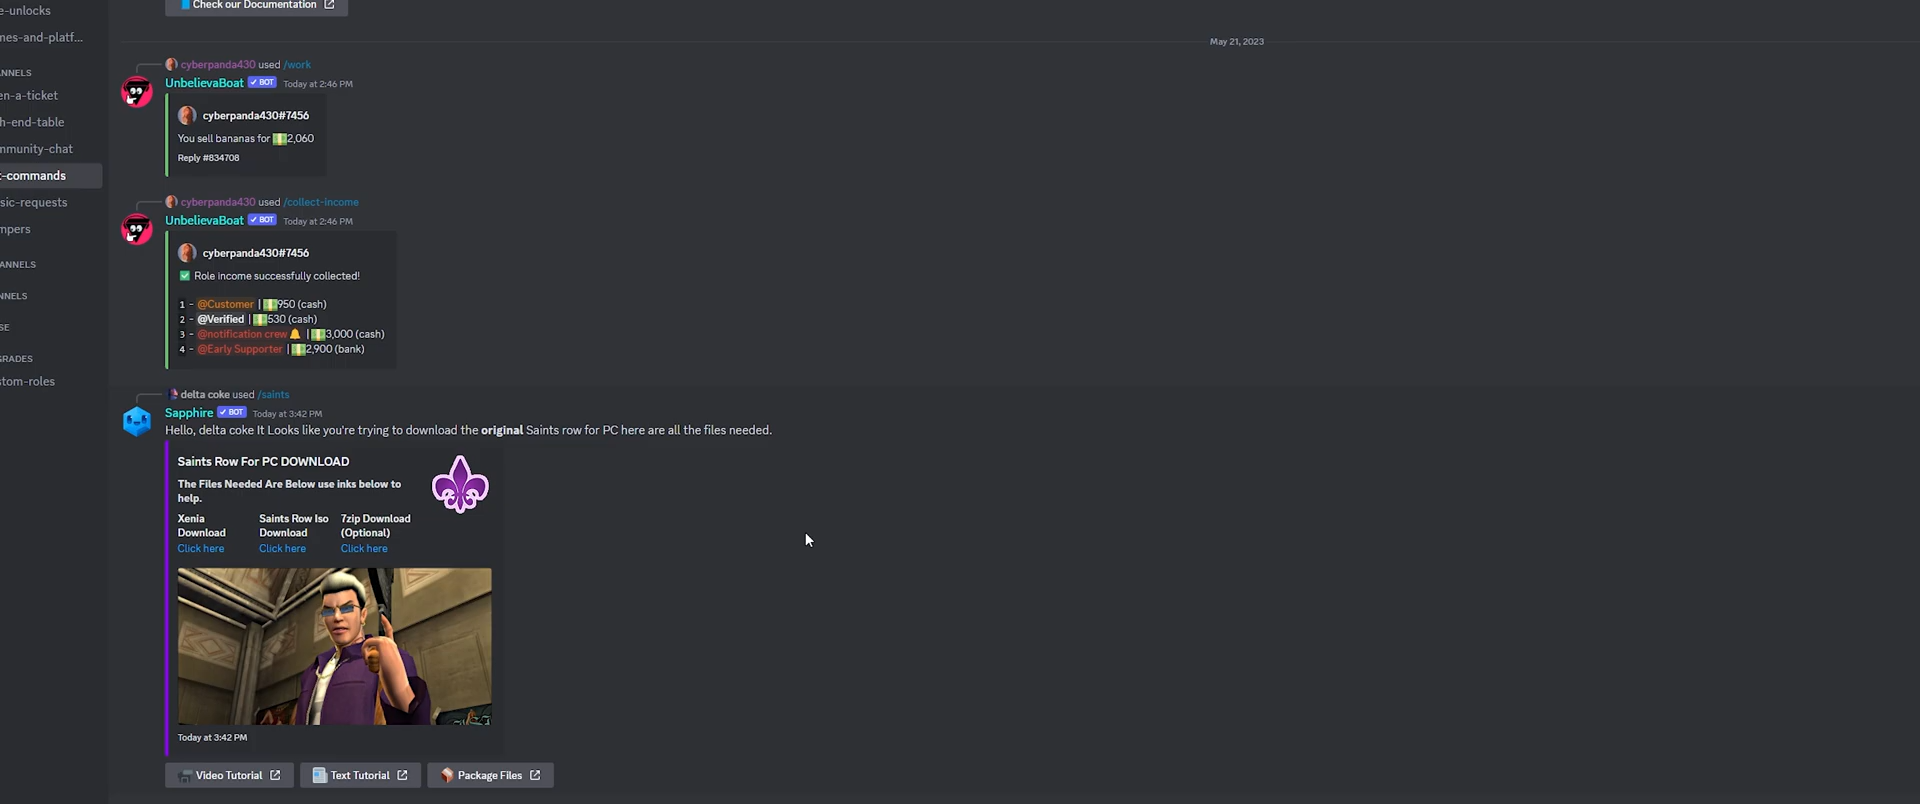 e-unlocks
mes-and-platf...
ANNELS
en-a-ticket
h-end-table
mmunity-chat
t-commands
sic-requests
mpers
ANNELS
NNELS
SE
GRADES
stom-roles
Check our Documentation
May 21, 2023
cyberpanda430 used /work
UnbelievaBoat ✓ BOT Today at 2:46 PM
cyberpanda430#7456
You sell bananas for 2,060
Reply #834708
cyberpanda430 used /collect-income
UnbelievaBoat ✓ BOT Today at 2:46 PM
cyberpanda430#7456
Role income successfully collected!
1 - @Customer | 950 (cash)
2 - @Verified | 530 (cash)
3 - @notification crew 🔔 | 3,000 (cash)
4 - @Early Supporter | 2,900 (bank)
delta coke used /saints
Sapphire ✓ BOT Today at 3:42 PM
Hello, delta coke It Looks like you're trying to download the original Saints row for PC here are all the files needed.
Saints Row For PC DOWNLOAD
The Files Needed Are Below use inks below to
help.
Xenia Saints Row Iso 7zip Download
Download Download (Optional)
Click here Click here Click here
Today at 3:42 PM
Video Tutorial Text Tutorial Package Files